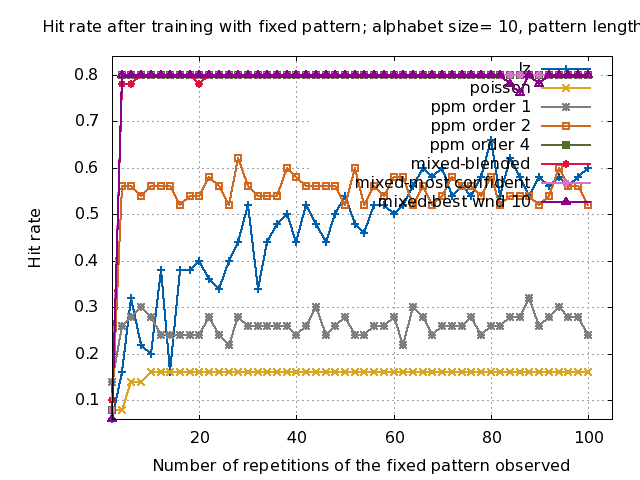 Hit rate after training with fixed pattern; alphabet size= 10, pattern length
0.8
0.7
0.6
0.5
0.4
0.3
0.2
0.1
Hit rate
lz
poisson
ppm order 1
ppm order 2
ppm order 4
mixed-blended
mixed-most confident
mixed-best wnd 10
20 40 60 80 100
Number of repetitions of the fixed pattern observed